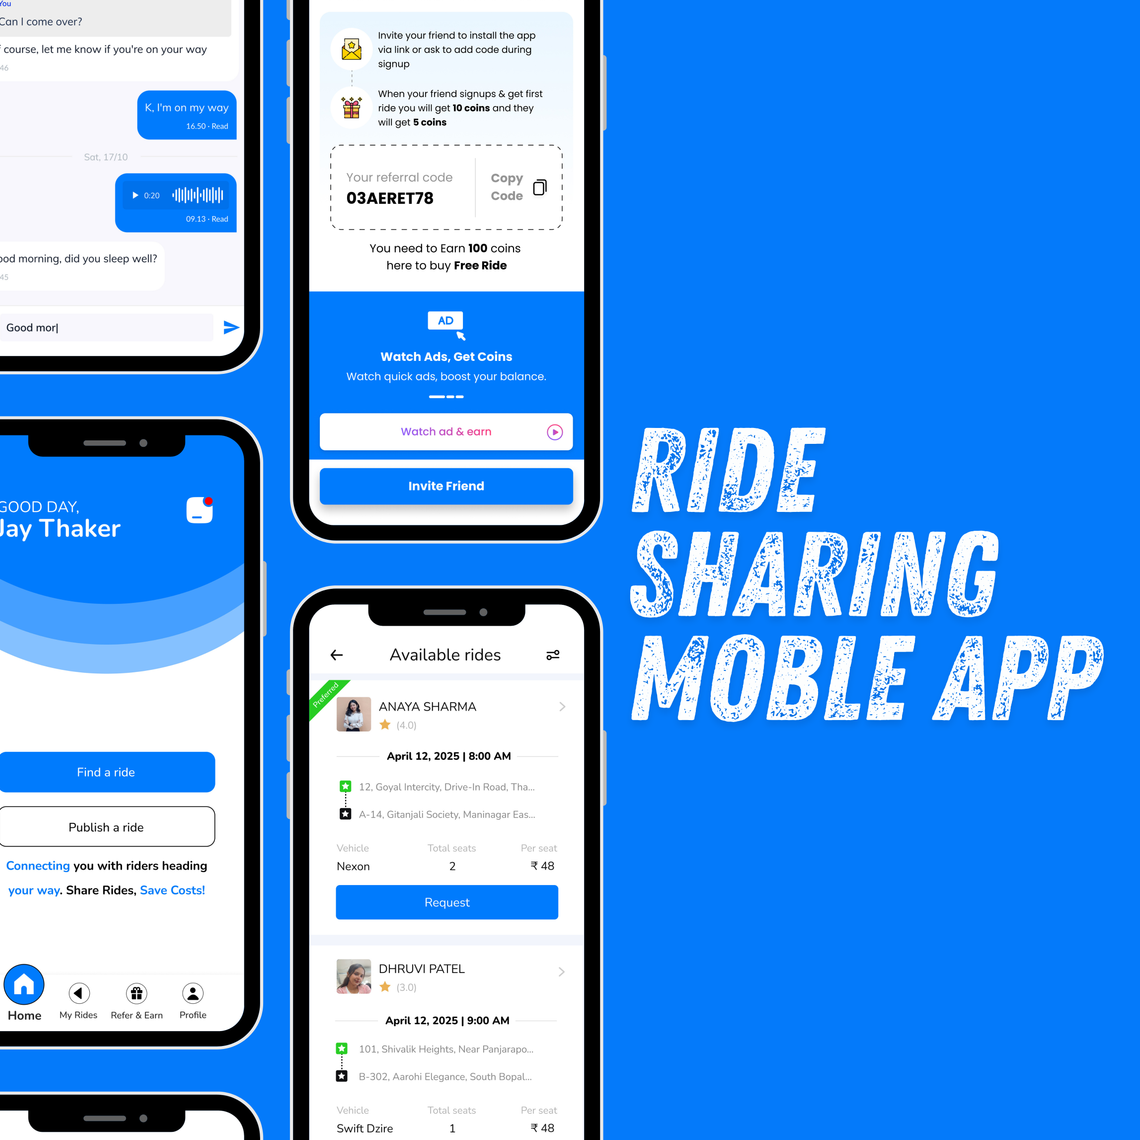 You
Can I come over?
course, let me know if you're on your way
46
K, I'm on my way
16.50 · Read
Sat, 17/10
0:20
09.13 · Read
ood morning, did you sleep well?
45
Good mor|
GOOD DAY,
Jay Thaker
Find a ride
Publish a ride
Connecting you with riders heading
your way. Share Rides, Save Costs!
Home
My Rides
Refer & Earn
Profile
Invite your friend to install the app
via link or ask to add code during
signup
When your friend signups & get first
ride you will get 10 coins and they
will get 5 coins
Your referral code
03AERET78
Copy
Code
You need to Earn 100 coins
here to buy Free Ride
AD
Watch Ads, Get Coins
Watch quick ads, boost your balance.
Watch ad & earn
Invite Friend
Available rides
Preferred
ANAYA SHARMA
(4.0)
April 12, 2025 | 8:00 AM
12, Goyal Intercity, Drive-In Road, Tha...
A-14, Gitanjali Society, Maninagar Eas...
Vehicle Total seats Per seat
Nexon 2 ₹ 48
Request
DHRUVI PATEL
(3.0)
April 12, 2025 | 9:00 AM
101, Shivalik Heights, Near Panjarapo...
B-302, Aarohi Elegance, South Bopal...
Vehicle Total seats Per seat
Swift Dzire 1 ₹ 48
RIDE
SHARING
MOBLE APP